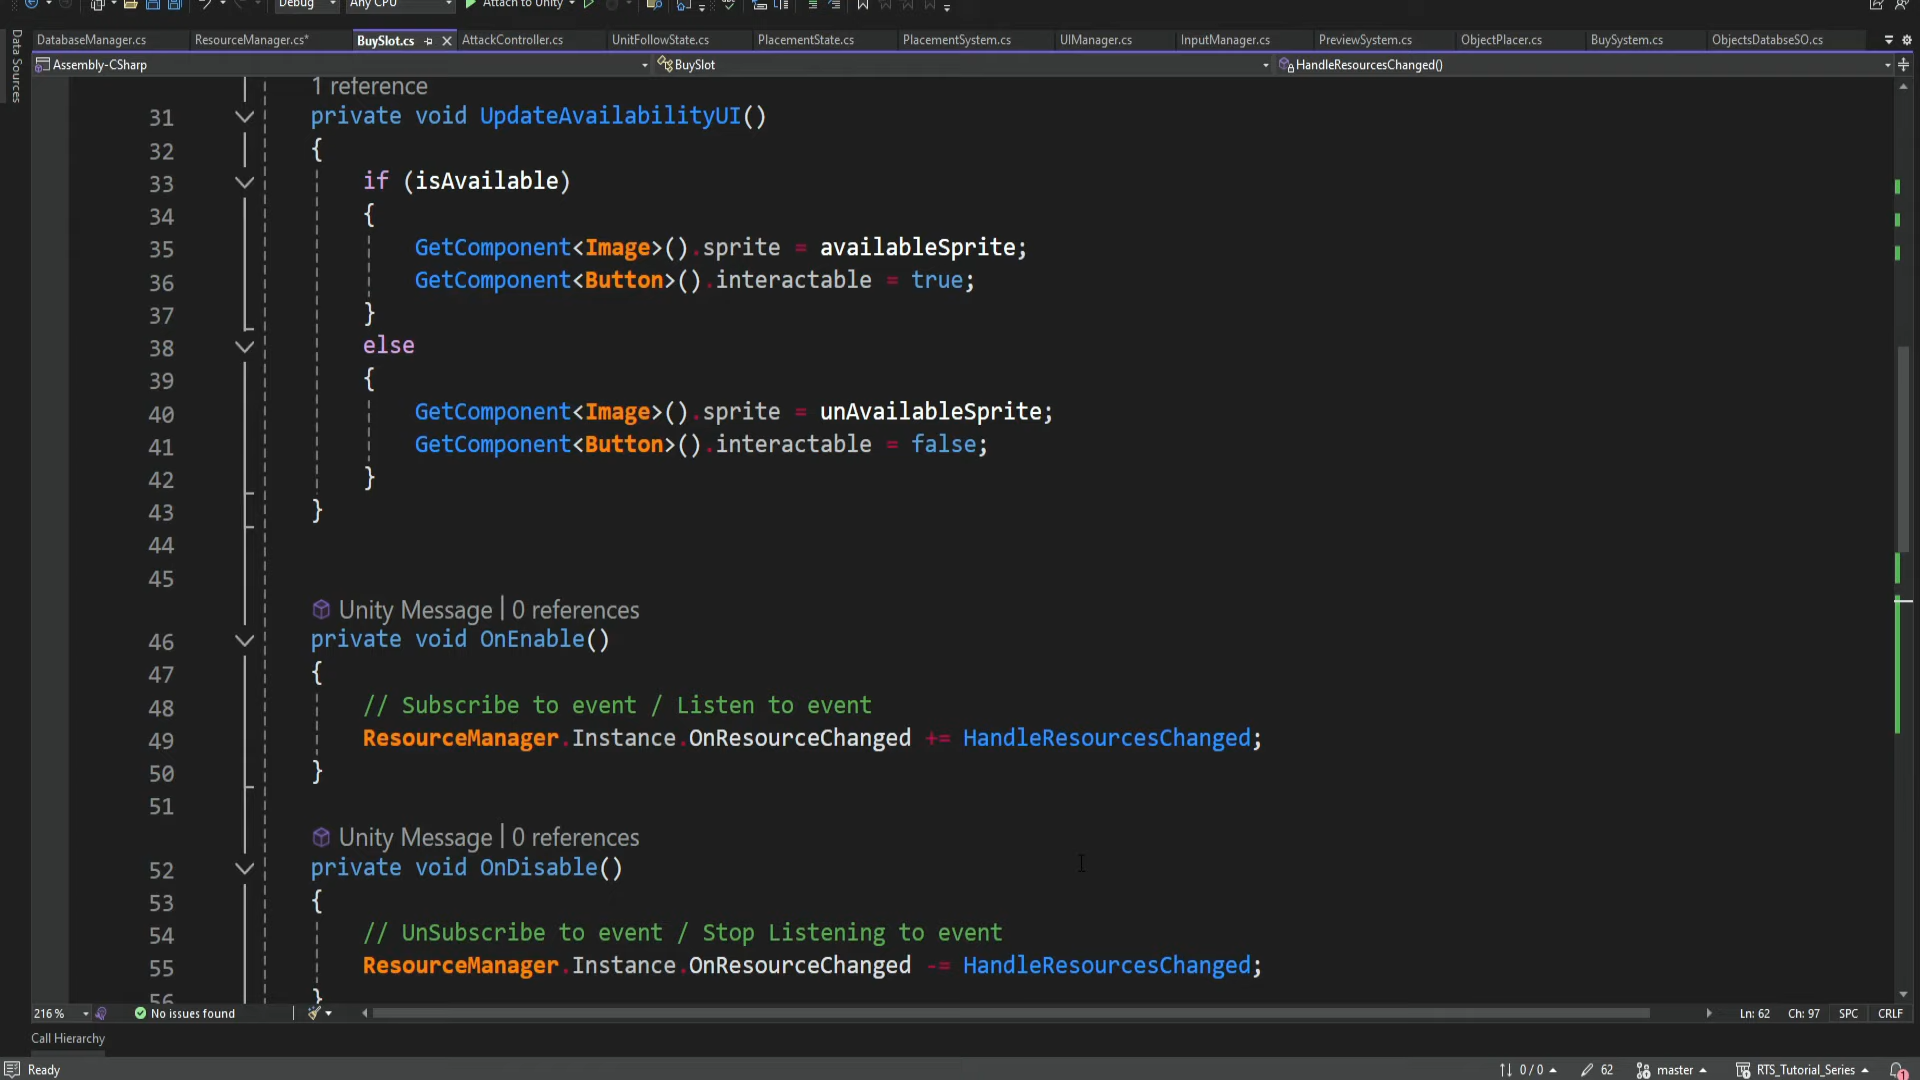 Debug Any CPU Attach to Unity
DatabaseManager.cs ResourceManager.cs* BuySlot.cs AttackController.cs UnitFollowState.cs PlacementState.cs PlacementSystem.cs UIManager.cs InputManager.cs PreviewSystem.cs ObjectPlacer.cs BuySystem.cs ObjectsDatabseSO.cs
Data Sources
Assembly-CSharp BuySlot HandleResourcesChanged()
1 reference
31 private void UpdateAvailabilityUI()
32 {
33 if (isAvailable)
34 {
35 GetComponent<Image>().sprite = availableSprite;
36 GetComponent<Button>().interactable = true;
37 }
38 else
39 {
40 GetComponent<Image>().sprite = unAvailableSprite;
41 GetComponent<Button>().interactable = false;
42 }
43 }
44
45
Unity Message | 0 references
46 private void OnEnable()
47 {
48 // Subscribe to event / Listen to event
49 ResourceManager.Instance.OnResourceChanged += HandleResourcesChanged;
50 }
51
Unity Message | 0 references
52 private void OnDisable()
53 {
54 // UnSubscribe to event / Stop Listening to event
55 ResourceManager.Instance.OnResourceChanged -= HandleResourcesChanged;
56 }
216 % No issues found Ln: 62 Ch: 97 SPC CRLF
Call Hierarchy
Ready 0 / 0 62 master RTS_Tutorial_Series 1